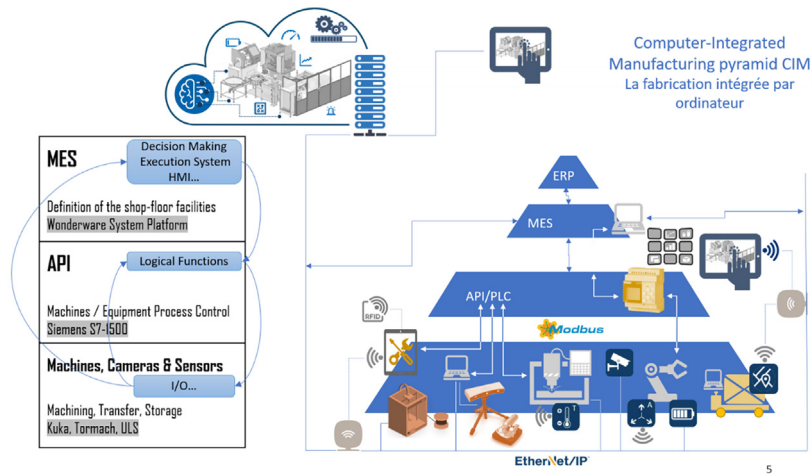 Computer-Integrated
Manufacturing pyramid CIM
La fabrication intégrée par
ordinateur
MES
Decision Making
Execution System
HMI...
Definition of the shop-floor facilities
Wonderware System Platform
API
Logical Functions
Machines / Equipment Process Control
Siemens S7-1500
Machines, Cameras & Sensors
I/O...
Machining, Transfer, Storage
Kuka, Tormach, ULS
ERP
MES
API/PLC
RFID
Modbus
T
A
EtherNet/IP
5